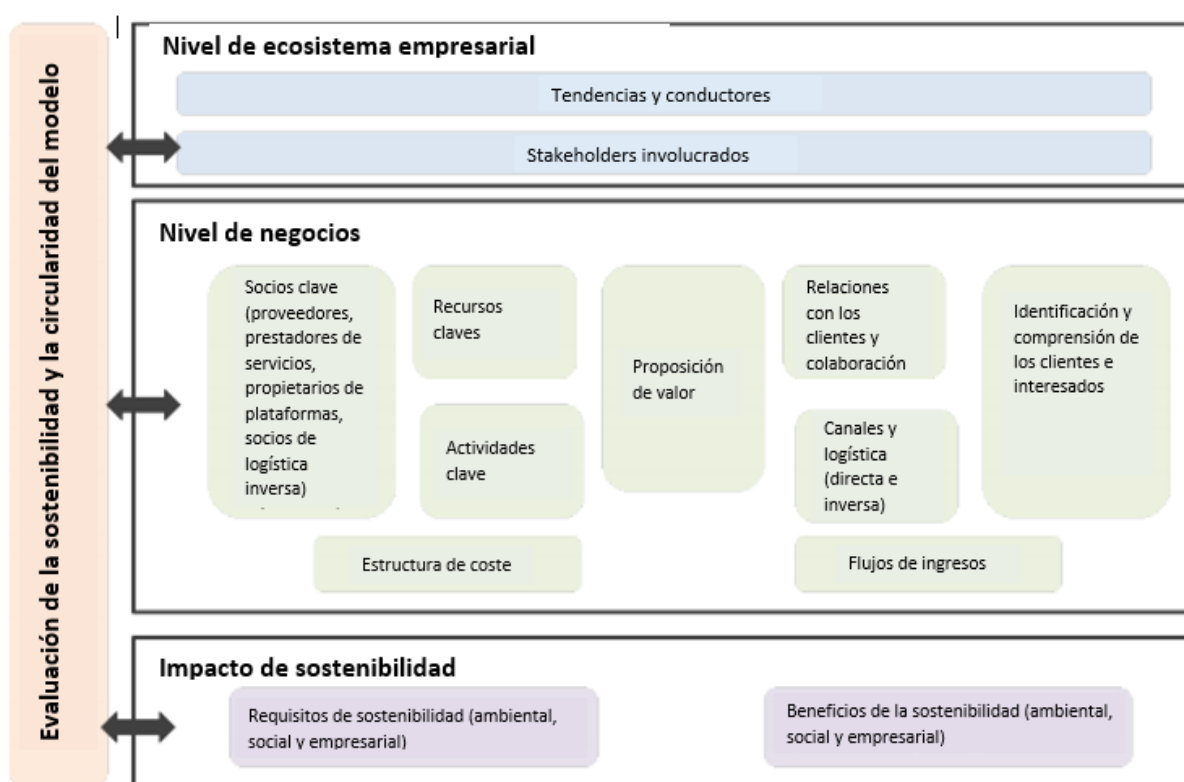 Evaluación de la sostenibilidad y la circularidad del modelo
Nivel de ecosistema empresarial
Tendencias y conductores
Stakeholders involucrados
Nivel de negocios
Socios clave
(proveedores,
prestadores de
servicios,
propietarios de
plataformas,
socios de
logística
inversa)
Recursos
claves
Actividades
clave
Proposición
de valor
Relaciones
con los
clientes y
colaboración
Canales y
logística
(directa e
inversa)
Identificación y
comprensión de
los clientes e
interesados
Estructura de coste
Flujos de ingresos
Impacto de sostenibilidad
Requisitos de sostenibilidad (ambiental,
social y empresarial)
Beneficios de la sostenibilidad (ambiental,
social y empresarial)